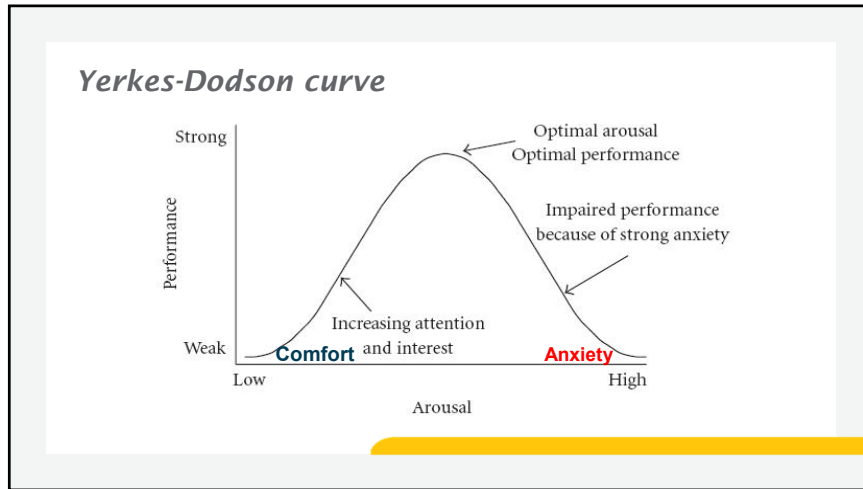 Yerkes-Dodson curve
Strong
Optimal arousal
Optimal performance
Impaired performance
because of strong anxiety
Performance
Increasing attention
and interest
Weak
Comfort
Anxiety
Low
High
Arousal